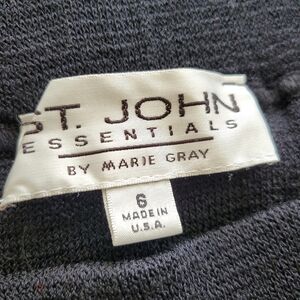 ST. JOHN
ESSENTIALS
BY MARIE GRAY
6
MADE IN
U.S.A.